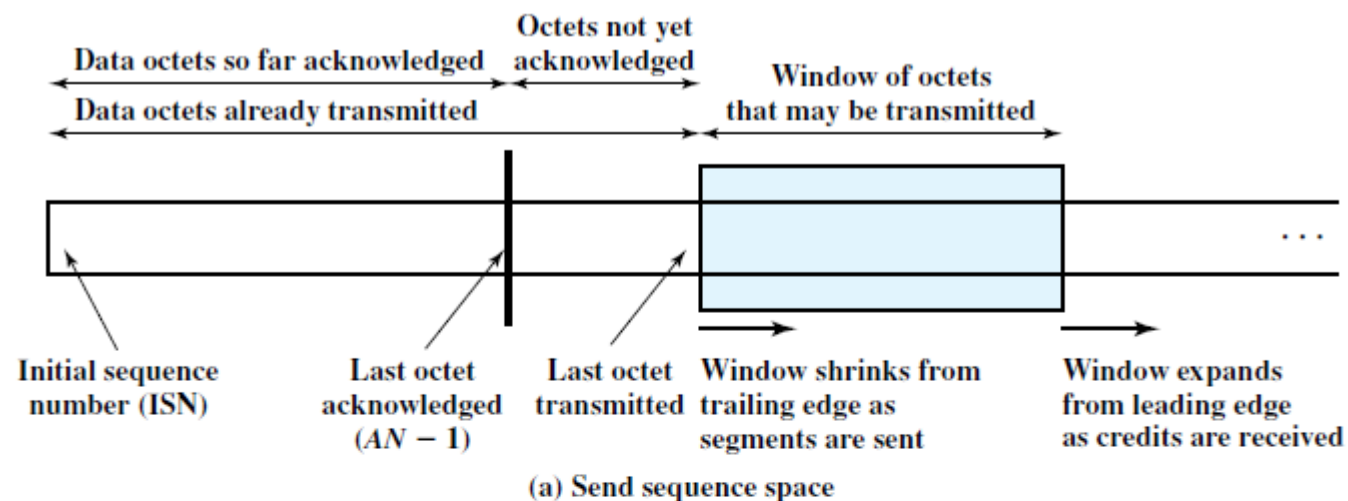 Octets not yet
acknowledged
Data octets so far acknowledged
Window of octets
that may be transmitted
Data octets already transmitted
. . .
Initial sequence
number (ISN)
Last octet
acknowledged
(AN − 1)
Last octet
transmitted
Window shrinks from
trailing edge as
segments are sent
Window expands
from leading edge
as credits are received
(a) Send sequence space